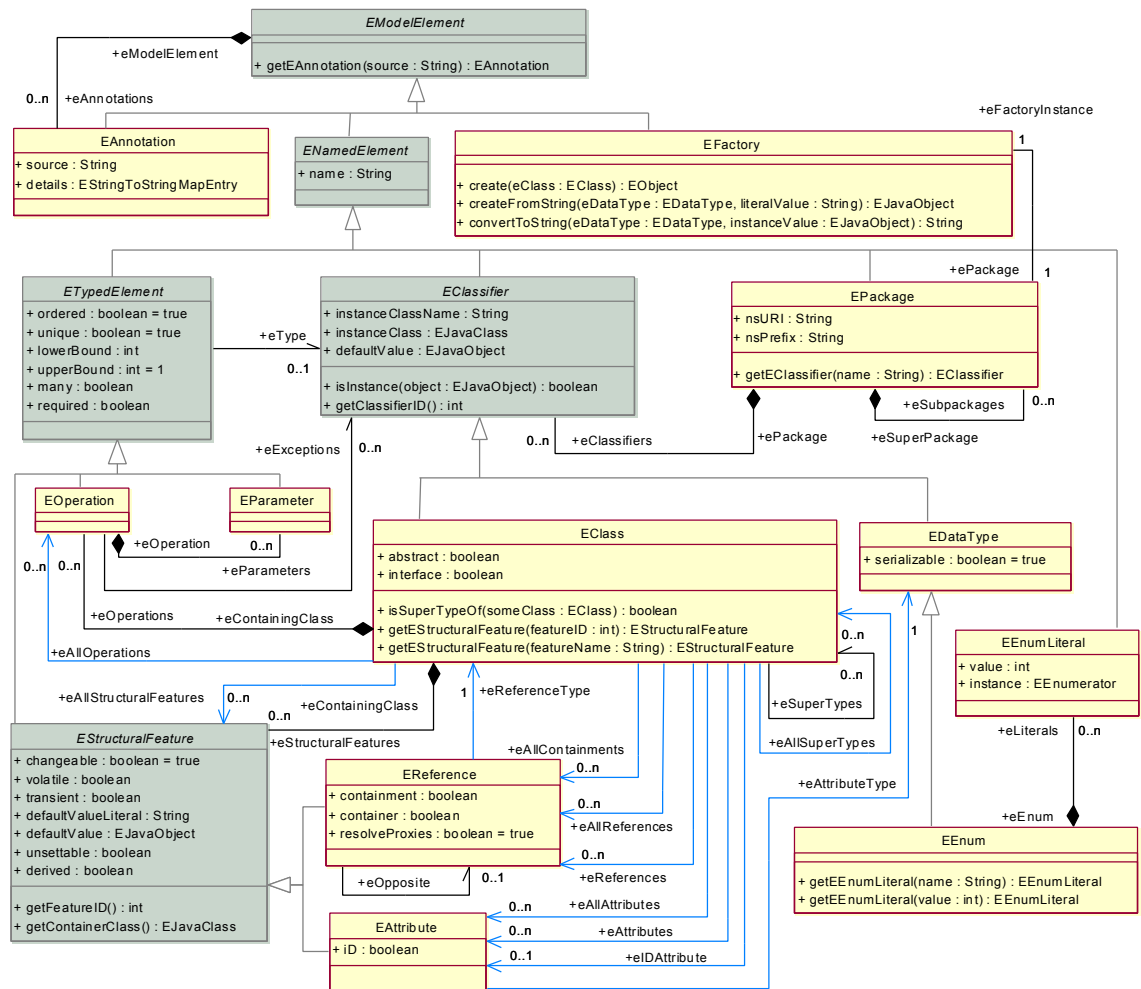 EModelElement
+ getEAnnotation(source : String) : EAnnotation
+eModelElement
0..n
+eAnnotations
+eFactoryInstance
1
EAnnotation
+ source : String
+ details : EStringToStringMapEntry
ENamedElement
+ name : String
EFactory
+ create(eClass : EClass) : EObject
+ createFromString(eDataType : EDataType, literalValue : String) : EJavaObject
+ convertToString(eDataType : EDataType, instanceValue : EJavaObject) : String
+ePackage
1
ETypedElement
+ ordered : boolean = true
+ unique : boolean = true
+ lowerBound : int
+ upperBound : int = 1
+ many : boolean
+ required : boolean
+eType
0..1
EClassifier
+ instanceClassName : String
+ instanceClass : EJavaClass
+ defaultValue : EJavaObject
+ isInstance(object : EJavaObject) : boolean
+ getClassifierID() : int
EPackage
+ nsURI : String
+ nsPrefix : String
+ getEClassifier(name : String) : EClassifier
+eSubpackages
0..n
+eSuperPackage
0..n
+eClassifiers
+ePackage
+eExceptions
0..n
EOperation
EParameter
+eOperation
0..n
+eParameters
0..n
0..n
+eOperations
+eContainingClass
+eAllOperations
EClass
+ abstract : boolean
+ interface : boolean
+ isSuperTypeOf(someClass : EClass) : boolean
+ getEStructuralFeature(featureID : int) : EStructuralFeature
+ getEStructuralFeature(featureName : String) : EStructuralFeature
EDataType
+ serializable : boolean = true
0..n
0..n
+eSuperTypes
+eAllSuperTypes
1
+eAttributeType
EEnumLiteral
+ value : int
+ instance : EEnumerator
+eLiterals
0..n
+eEnum
EEnum
+ getEEnumLiteral(name : String) : EEnumLiteral
+ getEEnumLiteral(value : int) : EEnumLiteral
+eAllStructuralFeatures
0..n
+eContainingClass
0..n
+eStructuralFeatures
1
+eReferenceType
EStructuralFeature
+ changeable : boolean = true
+ volatile : boolean
+ transient : boolean
+ defaultValueLiteral : String
+ defaultValue : EJavaObject
+ unsettable : boolean
+ derived : boolean
+ getFeatureID() : int
+ getContainerClass() : EJavaClass
EReference
+ containment : boolean
+ container : boolean
+ resolveProxies : boolean = true
+eOpposite
0..1
+eAllContainments
0..n
0..n
+eAllReferences
0..n
+eReferences
+eAllAttributes
0..n
0..n
+eAttributes
0..1
+eIDAttribute
EAttribute
+ iD : boolean